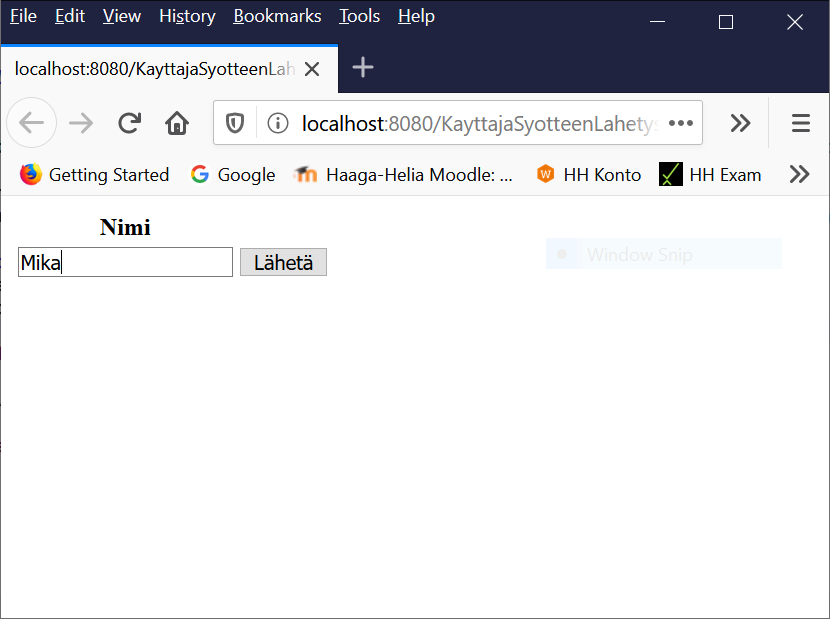 File Edit View History Bookmarks Tools Help
localhost:8080/KayttajaSyotteenLah
localhost:8080/KayttajaSyotteenLahetys
Getting Started Google Haaga-Helia Moodle: ... HH Konto HH Exam
Nimi
Mika Lähetä
Window Snip